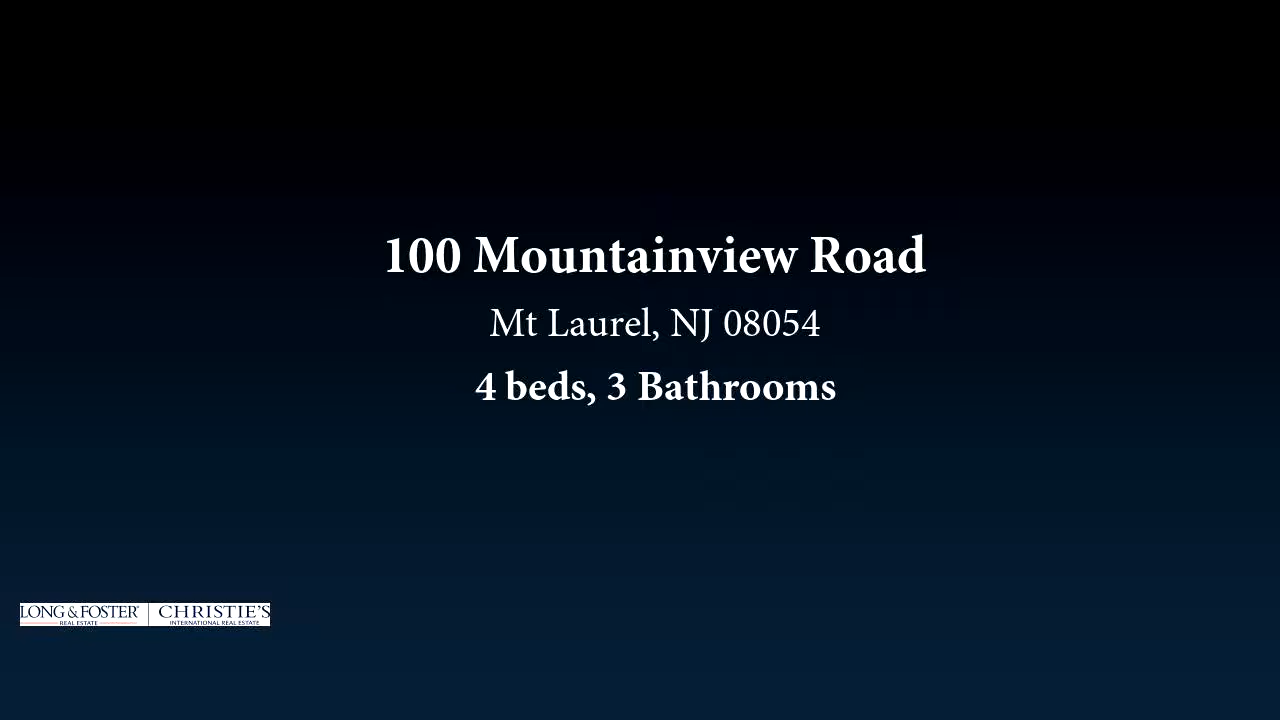 100 Mountainview Road
Mt Laurel, NJ 08054
4 beds, 3 Bathrooms
LONG & FOSTER CHRISTIE'S
REAL ESTATE INTERNATIONAL REAL ESTATE